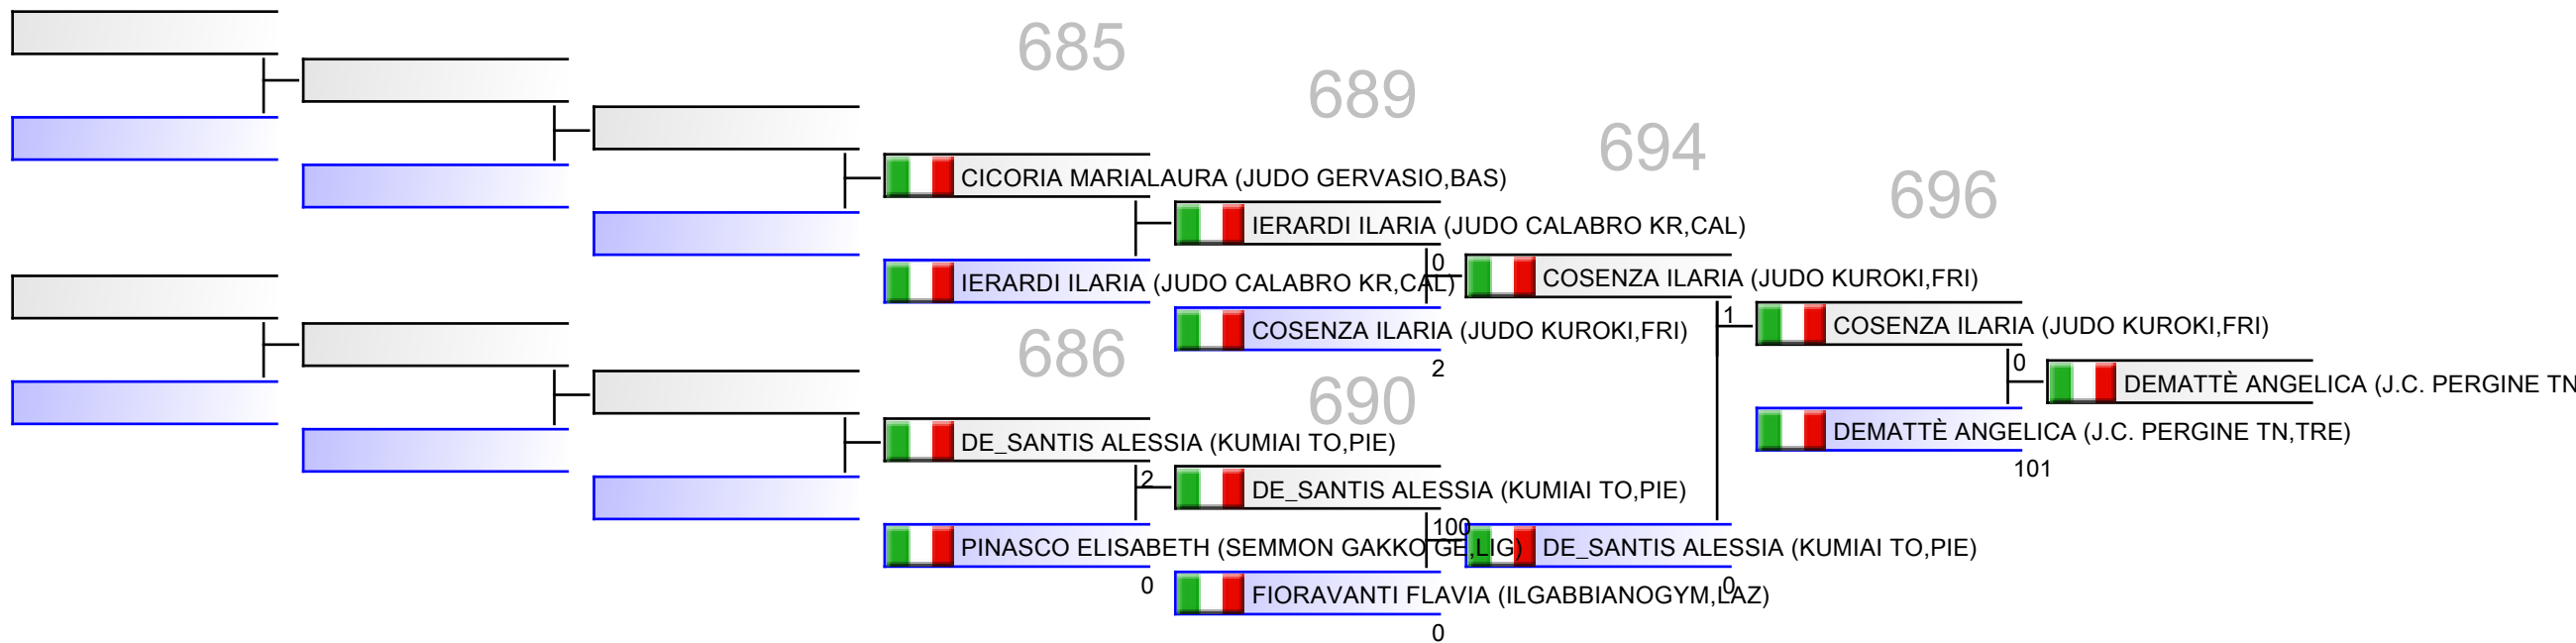 685
689
694
CICORIA MARIALAURA (JUDO GERVASIO,BAS)
696
IERARDI ILARIA (JUDO CALABRO KR,CAL)
0
IERARDI ILARIA (JUDO CALABRO KR,CAL)
COSENZA ILARIA (JUDO KUROKI,FRI)
1
COSENZA ILARIA (JUDO KUROKI,FRI)
COSENZA ILARIA (JUDO KUROKI,FRI)
686
2
0
DEMATTÈ ANGELICA (J.C. PERGINE TN
690
DE_SANTIS ALESSIA (KUMIAI TO,PIE)
DEMATTÈ ANGELICA (J.C. PERGINE TN,TRE)
101
2
DE_SANTIS ALESSIA (KUMIAI TO,PIE)
100
PINASCO ELISABETH (SEMMON GAKKO GE,LIG)
DE_SANTIS ALESSIA (KUMIAI TO,PIE)
0
0
FIORAVANTI FLAVIA (ILGABBIANOGYM,LAZ)
0